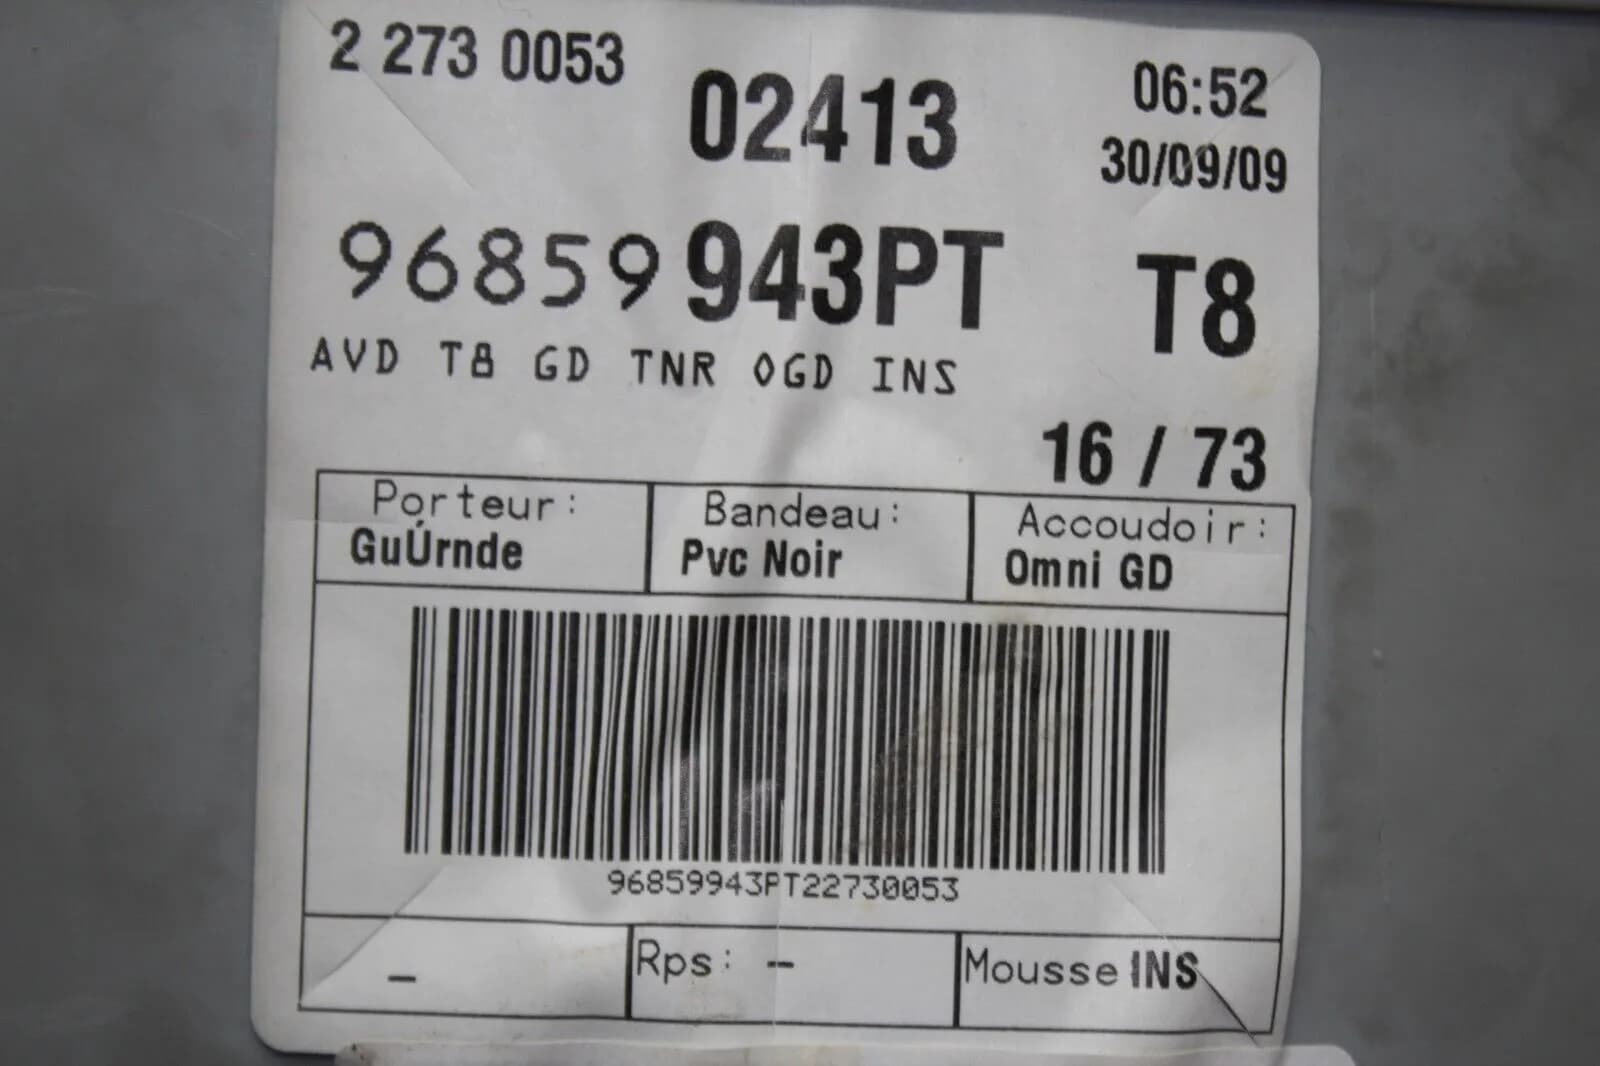 2 273 0053
02413
06:52
30/09/09
96859943PT
T8
AVD T8 GD TNR OGD INS
16 / 73
Porteur:
GuÚrnde
Bandeau:
Pvc Noir
Accoudoir:
Omni GD
96859943PT22730053
–
Rps: --
Mousse INS